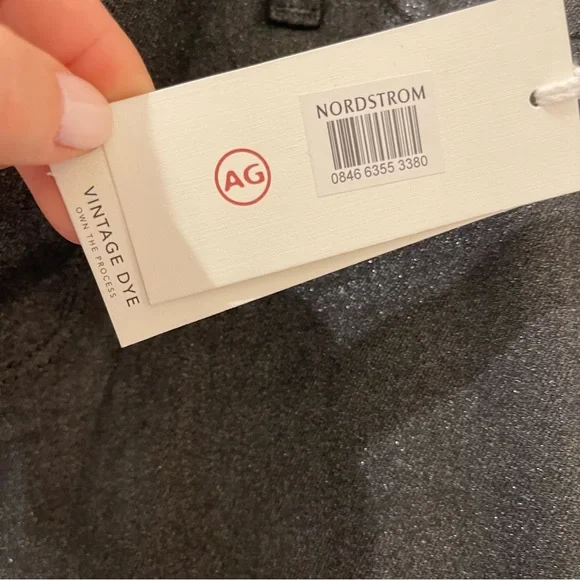 NORDSTROM
0846 6355 3380
AG
VINTAGE DYE
OWN THE PROCESS